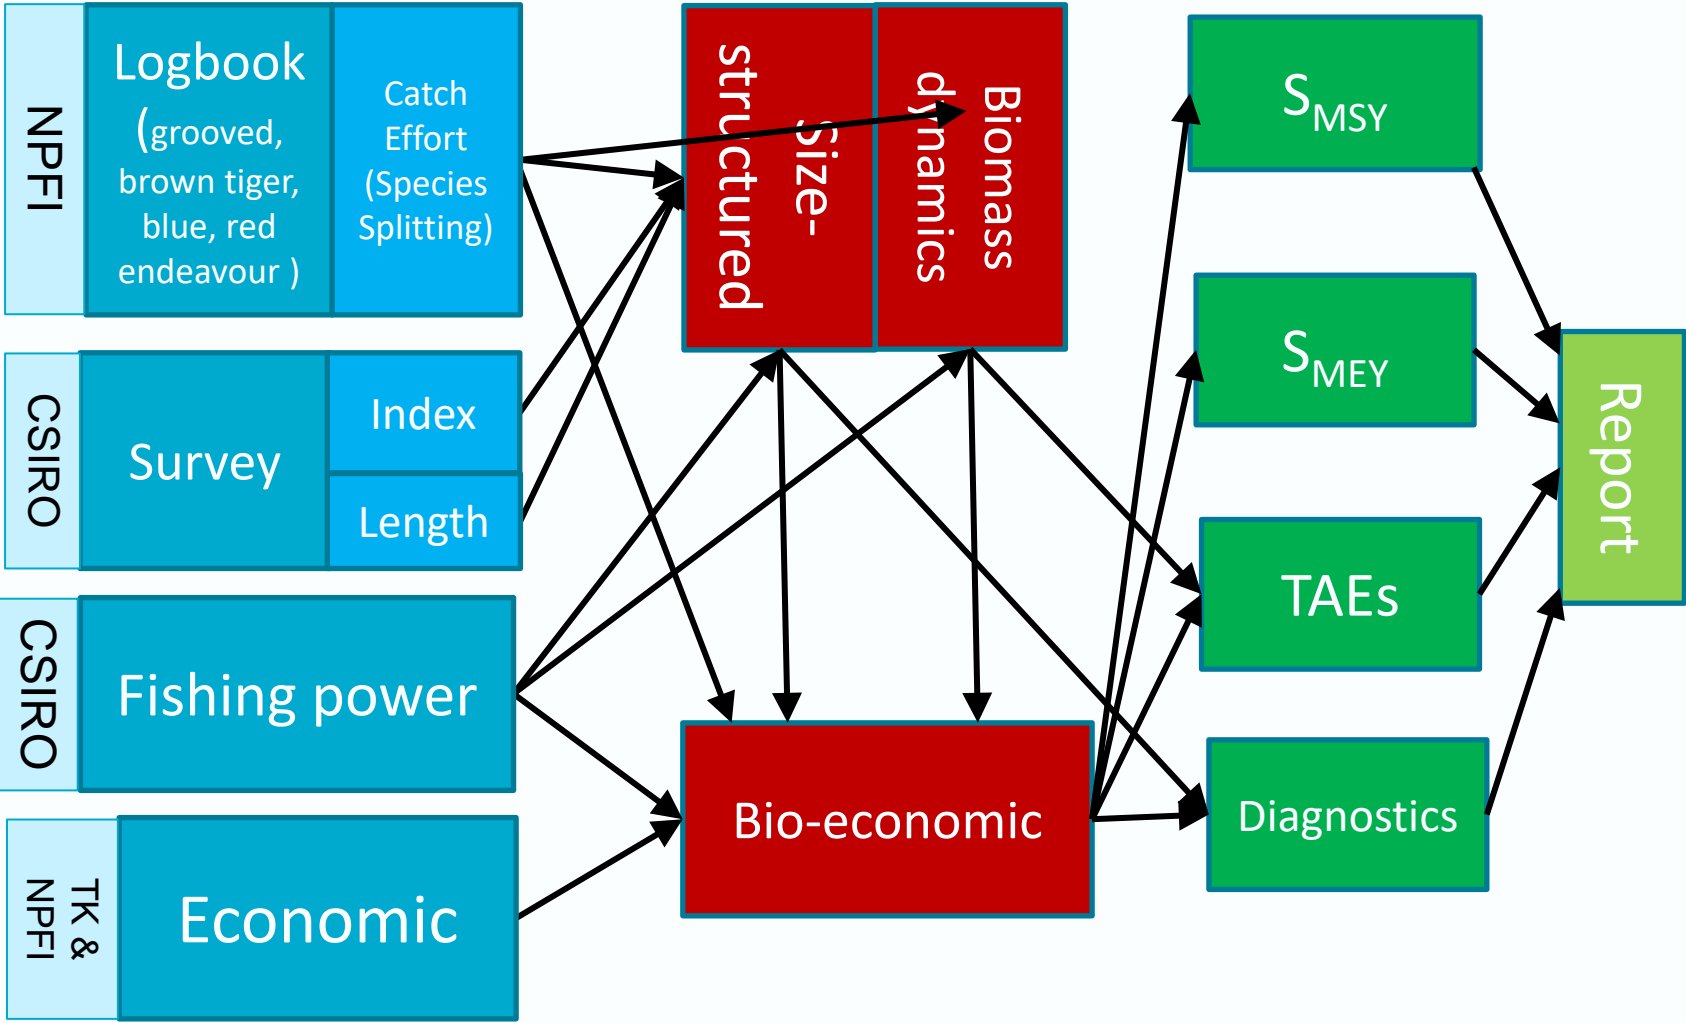 NPFI
Logbook
(grooved,
brown tiger,
blue, red
endeavour )
Catch
Effort
(Species
Splitting)
CSIRO
Survey
Index
Length
CSIRO
Fishing power
TK &
NPFI
Economic
Size-
structured
Biomass
dynamics
Bio-economic
SMSY
SMEY
TAEs
Diagnostics
Report